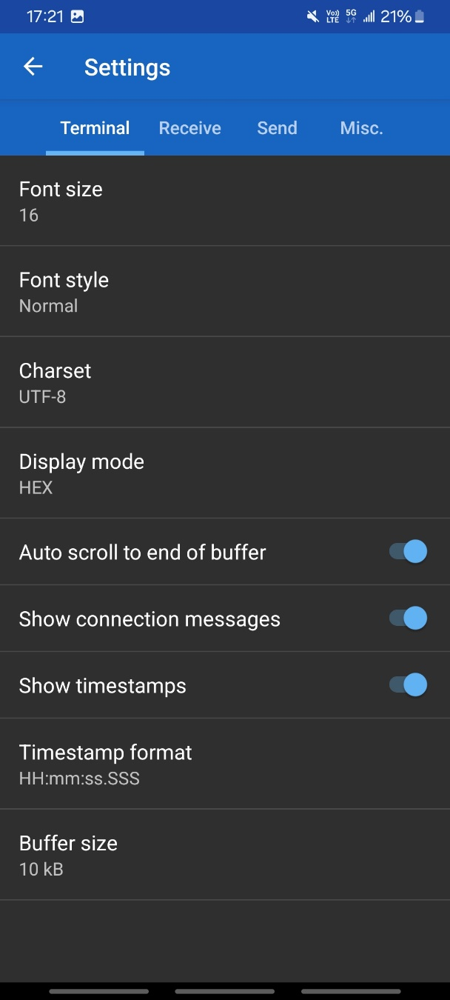 17:21 Vo)) LTE 5G 21%
Settings
Terminal Receive Send Misc.
Font size
16
Font style
Normal
Charset
UTF-8
Display mode
HEX
Auto scroll to end of buffer
Show connection messages
Show timestamps
Timestamp format
HH:mm:ss.SSS
Buffer size
10 kB